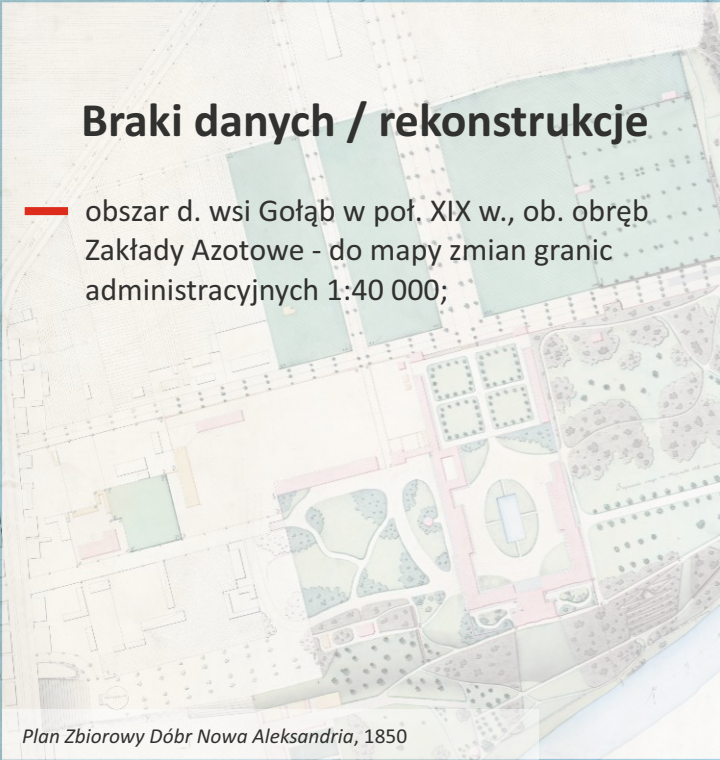 Braki danych / rekonstrukcje
obszar d. wsi Gołąb w poł. XIX w., ob. obręb
Zakłady Azotowe - do mapy zmian granic
administracyjnych 1:40 000;
Plan Zbiorowy Dóbr Nowa Aleksandria, 1850